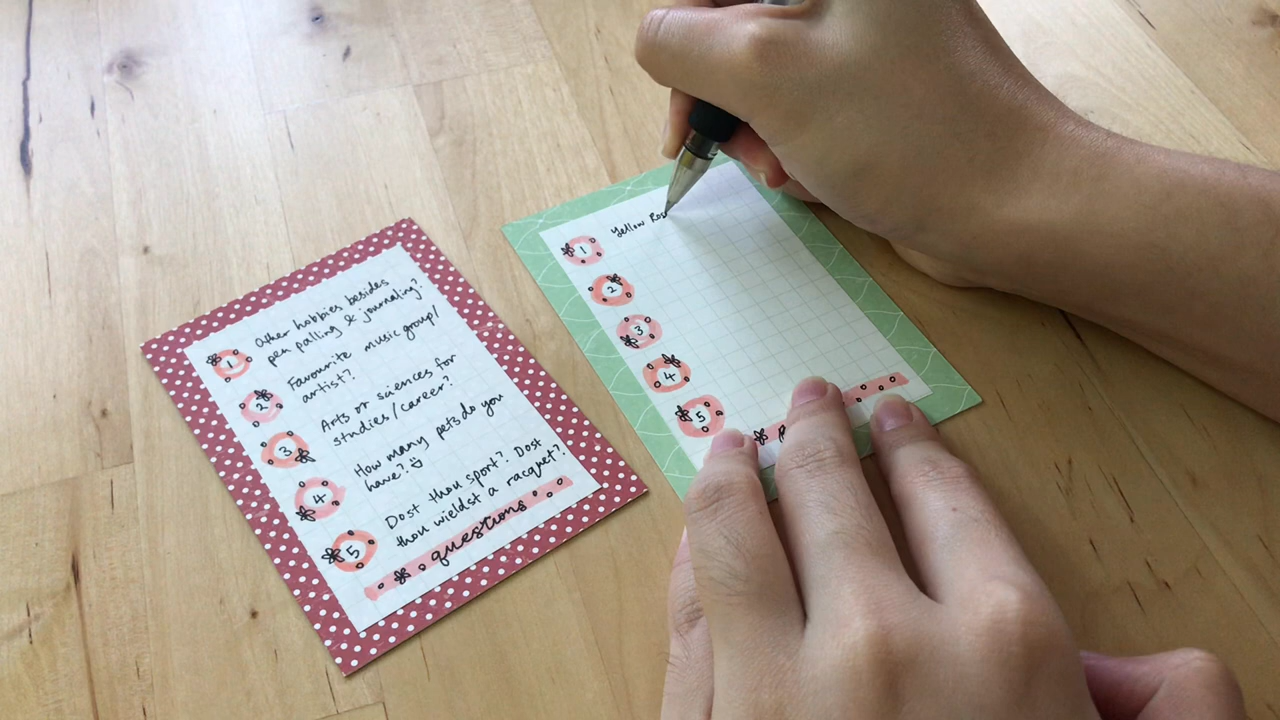 1 Other hobbies besides
pen palling & journaling?
2 Favourite music group/
artist?
3 Arts or sciences for
studies/career?
4 How many pets do you
have?
5 Dost thou sport? Dost
thou wieldst a racquet?
questions
1 Yellow
2
3
4
5